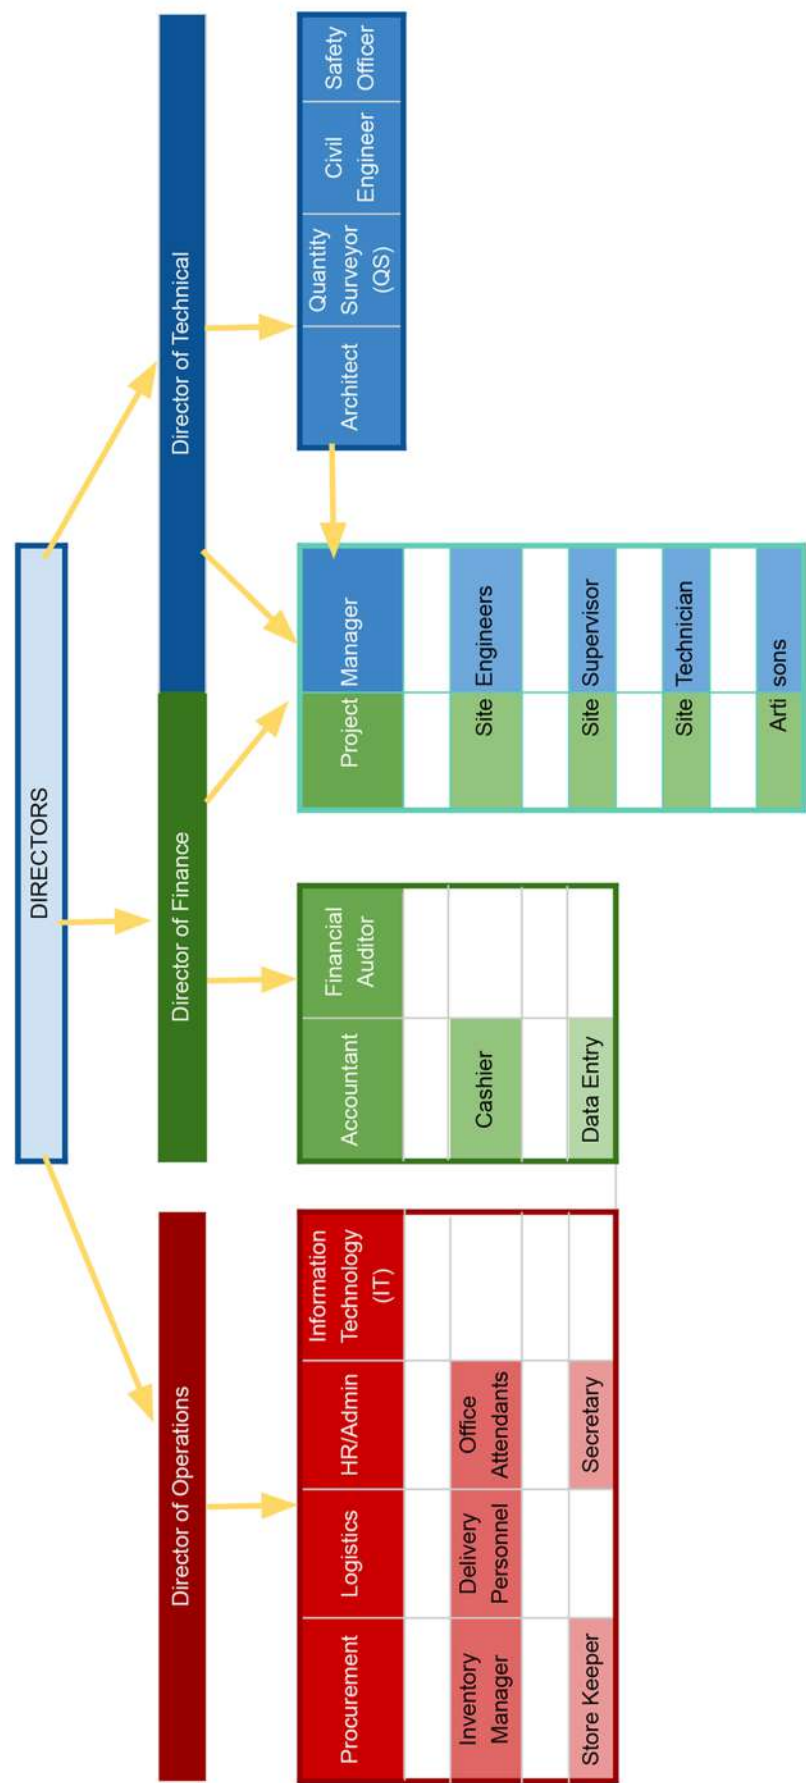 DIRECTORS
Director of Operations
Director of Finance
Director of Technical
Procurement
Logistics
HR/Admin
Information
Technology
(IT)
Accountant
Financial
Auditor
Project Manager
Architect
Quantity
Surveyor
(QS)
Civil
Engineer
Safety
Officer
Inventory
Manager
Delivery
Personnel
Office
Attendants
Cashier
Site Engineers
Store Keeper
Secretary
Data Entry
Site Supervisor
Site Technician
Arti sons